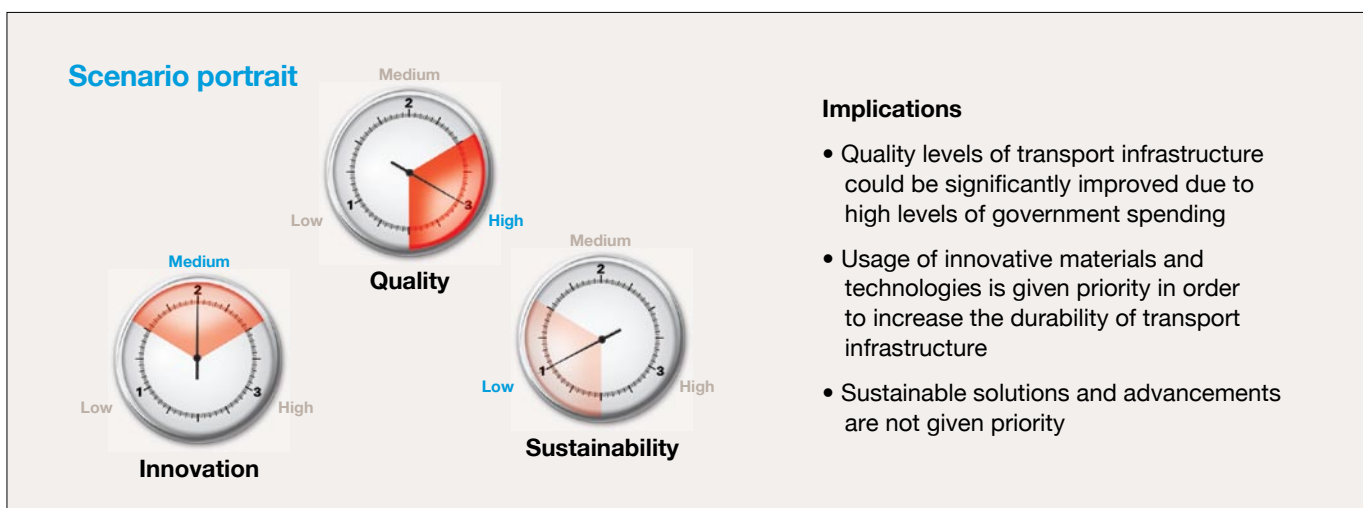 Scenario portrait
Medium
2
1
3
Low
High
Quality
Medium
2
1
3
Low
High
Innovation
Medium
2
1
3
Low
High
Sustainability
Implications
• Quality levels of transport infrastructure
could be significantly improved due to
high levels of government spending
• Usage of innovative materials and
technologies is given priority in order
to increase the durability of transport
infrastructure
• Sustainable solutions and advancements
are not given priority